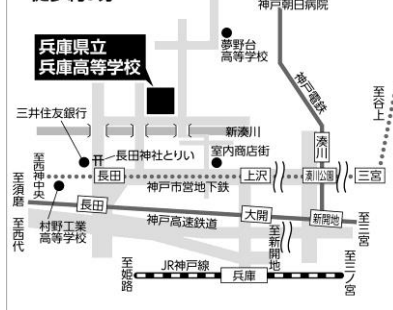 神戸朝日病院
夢野台
高等学校
兵庫県立
兵庫高等学校
神戸電鉄
至谷上
三井住友銀行
新湊川
湊川
長田神社とりい
室内商店街
至西神中央
長田
神戸市営地下鉄
上沢
湊川公園
三宮
至須磨
至西代
村野工業
高等学校
長田
神戸高速鉄道
大開
新開地
至三宮
至新開地
至姫路
JR神戸線
兵庫
至三ノ宮